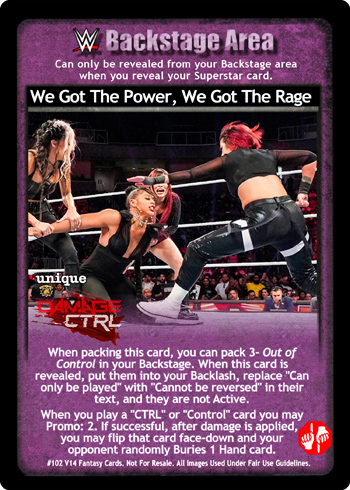 W
Backstage Area
Can only be revealed from your Backstage area
when you reveal your Superstar card.
We Got The Power, We Got The Rage
unique
DAMAGE
CTRL
When packing this card, you can pack 3- Out of
Control in your Backstage. When this card is
revealed, put them into your Backlash, replace "Can
only be played" with "Cannot be reversed" in their
text, and they are not Active.
When you play a "CTRL" or "Control" card you may
Promo: 2. If successful, after damage is applied,
you may flip that card face-down and your
opponent randomly Buries 1 Hand card.
#102 V14 Fantasy Cards. Not For Resale. All Images Used Under Fair Use Guidelines.